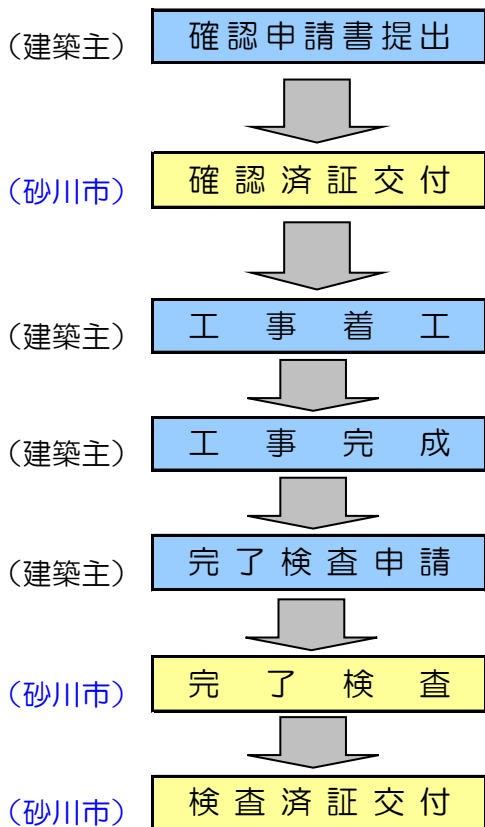 (建築主) 確認申請書提出
(砂川市) 確認済証交付
(建築主) 工事着工
(建築主) 工事完成
(建築主) 完了検査申請
(砂川市) 完了検査
(砂川市) 検査済証交付